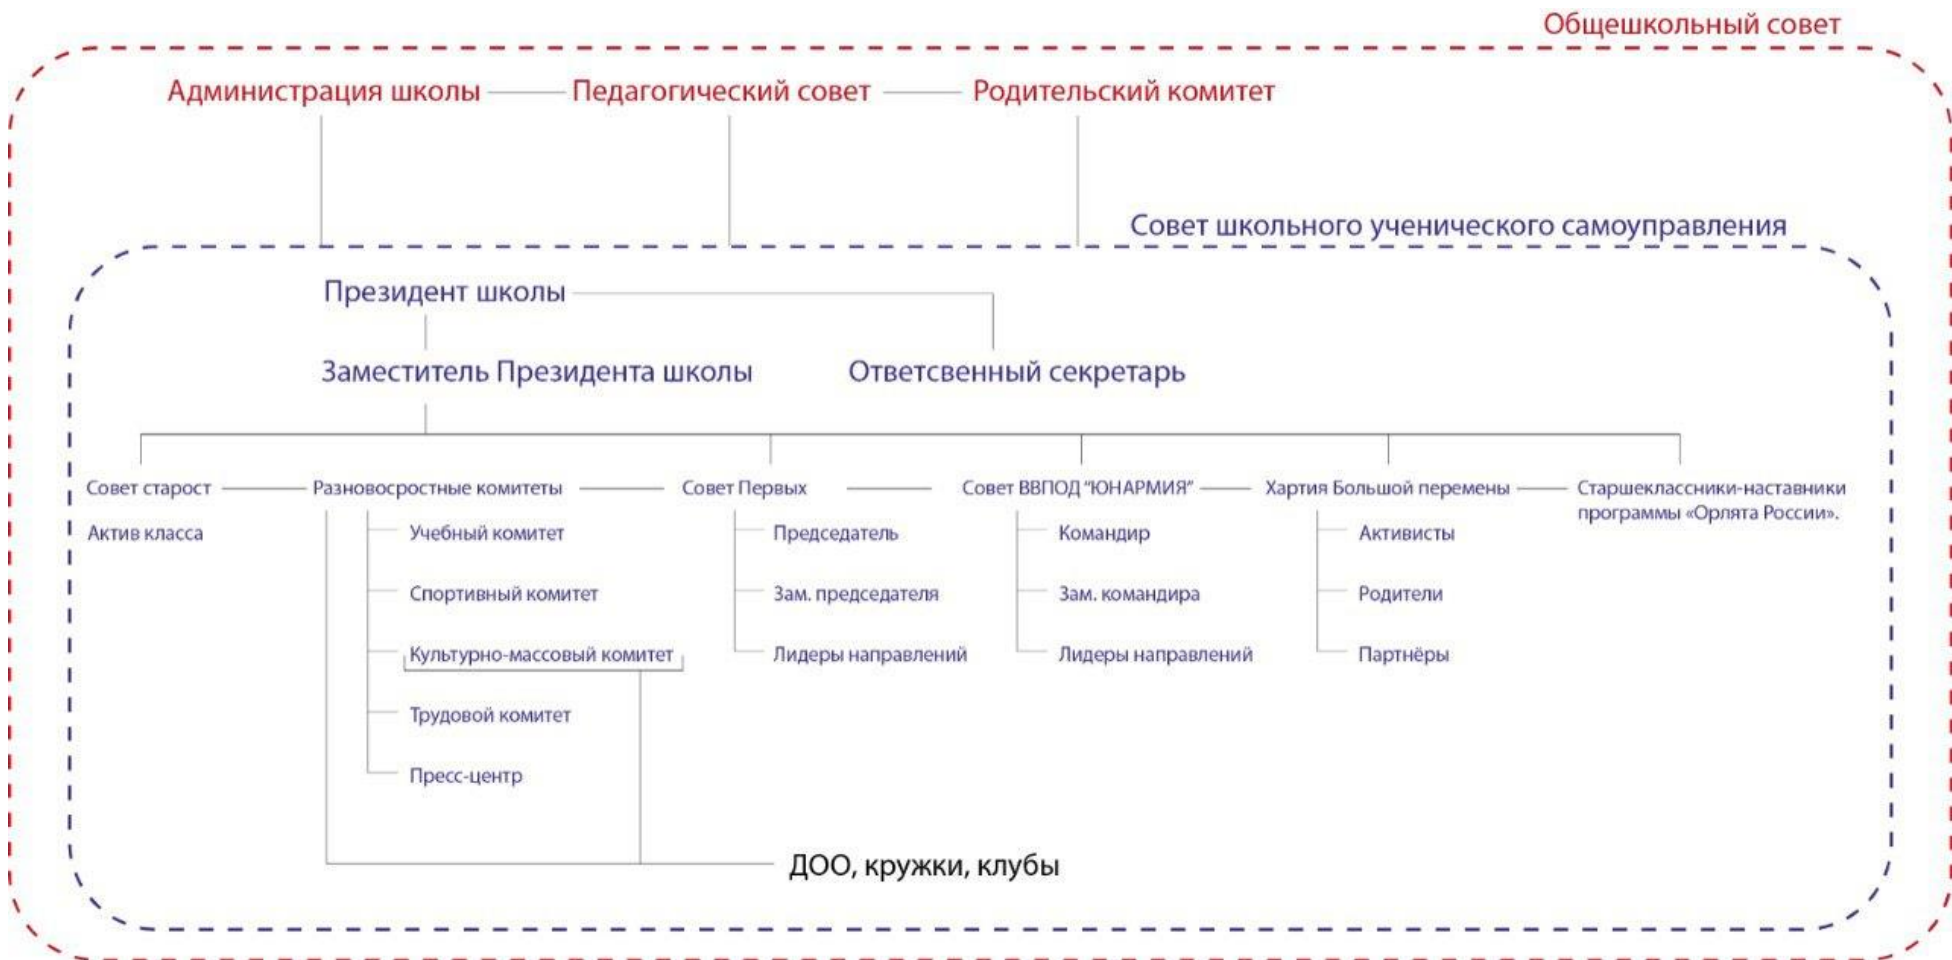 Общешкольный совет
Администрация школы
Педагогический совет
Родительский комитет
Совет школьного ученического самоуправления
Президент школы
Заместитель Президента школы
Ответсвенный секретарь
Совет старост
Актив класса
Разновосростные комитеты
Учебный комитет
Спортивный комитет
Культурно-массовый комитет
Трудовой комитет
Пресс-центр
Совет Первых
Председатель
Зам. председателя
Лидеры направлений
Совет ВВПОД "ЮНАРМИЯ"
Командир
Зам. командира
Лидеры направлений
Хартия Большой перемены
Активисты
Родители
Партнёры
Старшеклассники-наставники
программы «Орлята России».
ДОО, кружки, клубы